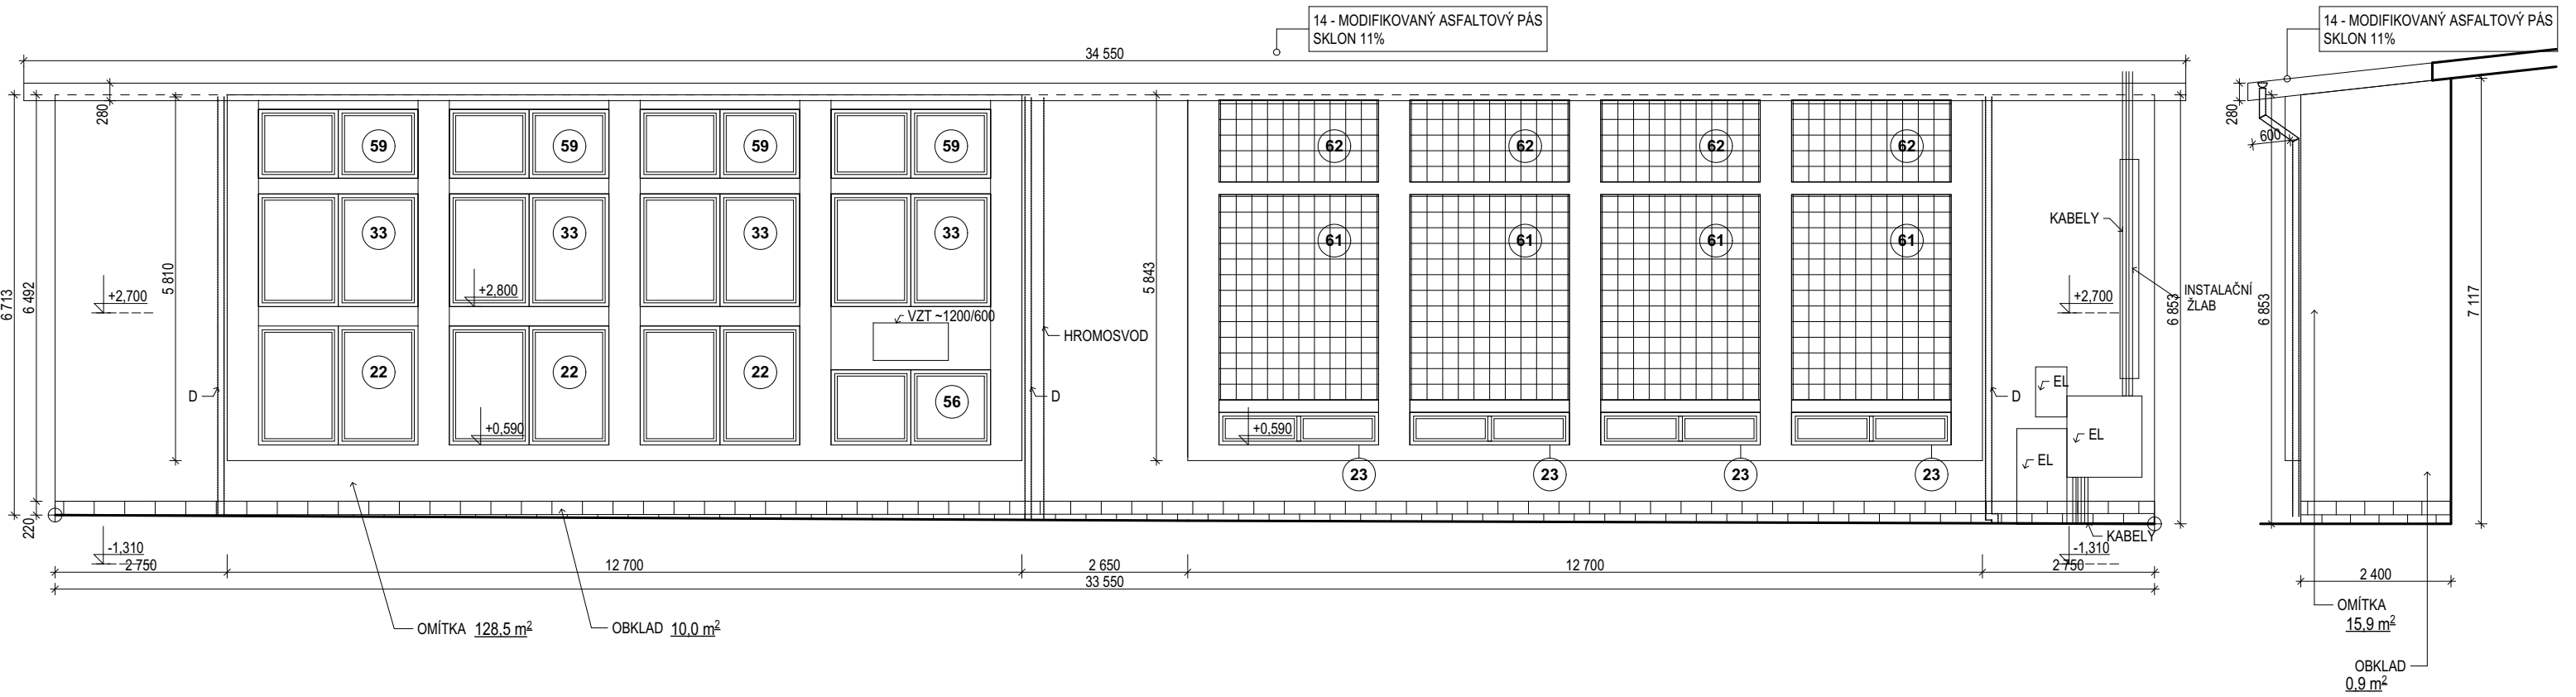 14 - MODIFIKOVANÝ ASFALTOVÝ PÁS
SKLON 11%
14 - MODIFIKOVANÝ ASFALTOVÝ PÁS
SKLON 11%
34 550
280
280
600
59
59
59
59
62
62
62
62
33
33
33
33
61
61
61
61
KABELY
INSTALAČNÍ
ŽLAB
6 713
6 492
5 810
5 843
6 853
6 853
7 117
+2,700
+2,800
+2,700
VZT ~1200/600
HROMOSVOD
22
22
22
56
D
D
D
EL
EL
EL
+0,590
+0,590
+0,590
23
23
23
23
220
-1,310
-1,310
KABELY
2 750
12 700
2 650
12 700
2 750
33 550
2 400
OMÍTKA 128,5 m²
OBKLAD 10,0 m²
OMÍTKA
15,9 m²
OBKLAD
0,9 m²